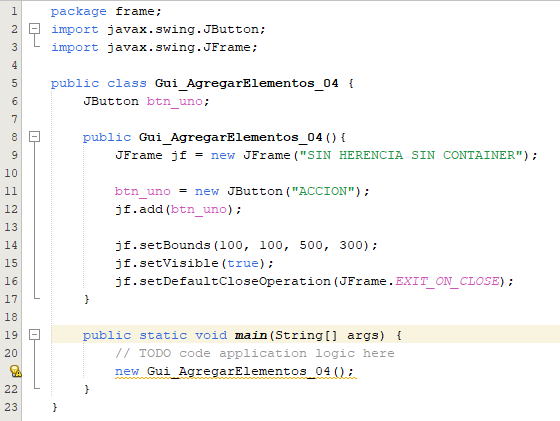 1 package frame;
2 import javax.swing.JButton;
3 import javax.swing.JFrame;
4
5 public class Gui_AgregarElementos_04 {
6 JButton btn_uno;
7
8 public Gui_AgregarElementos_04(){
9 JFrame jf = new JFrame("SIN HERENCIA SIN CONTAINER");
10
11 btn_uno = new JButton("ACCION");
12 jf.add(btn_uno);
13
14 jf.setBounds(100, 100, 500, 300);
15 jf.setVisible(true);
16 jf.setDefaultCloseOperation(JFrame.EXIT_ON_CLOSE);
17 }
18
19 public static void main(String[] args) {
20 // TODO code application logic here
new Gui_AgregarElementos_04();
22 }
23 }